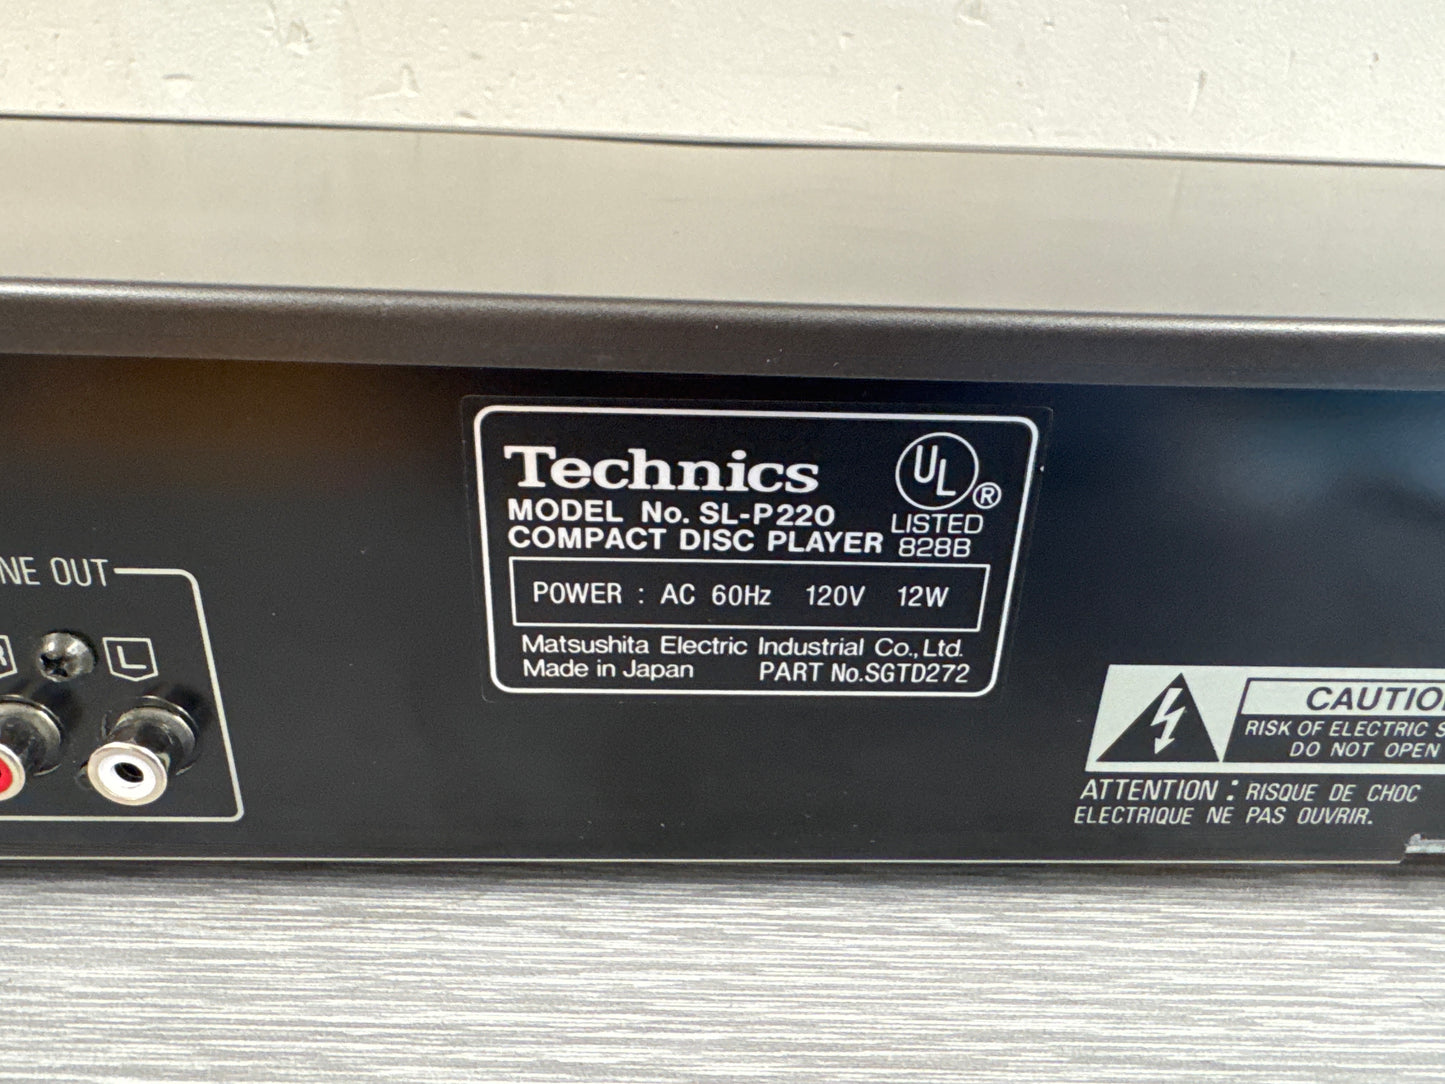 Technics
UL
®
MODEL No. SL-P220
LISTED
COMPACT DISC PLAYER
828B
POWER : AC 60Hz 120V 12W
Matsushita Electric Industrial Co., Ltd.
Made in Japan PART No.SGTD272
OUT
L
RISK OF ELECTRIC
DO NOT OPEN
ATTENTION : RISQUE DE CHOC
ELECTRIQUE NE PAS OUVRIR.